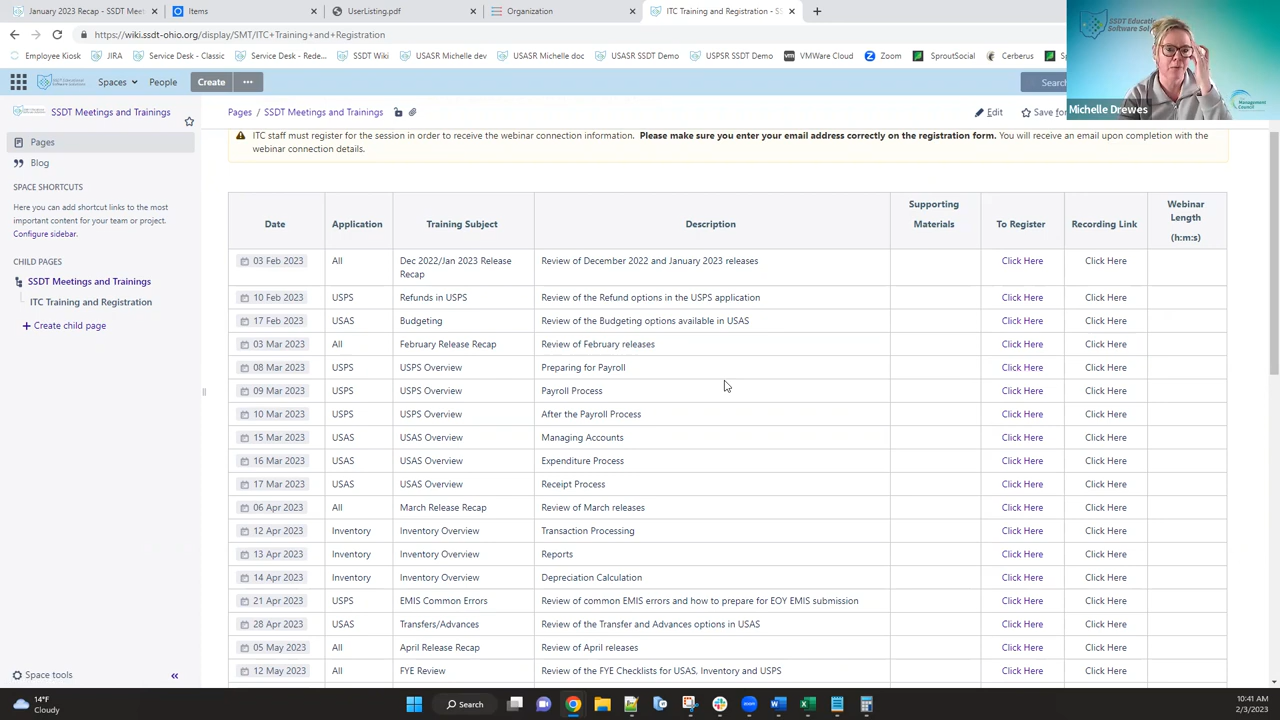 January 2023 Recap - SSDT Meet
Items
UserListing.pdf
Organization
ITC Training and Registration - SS
https://wiki.ssdt-ohio.org/display/SMT/ITC+Training+and+Registration
Employee Kiosk
JIRA
Service Desk - Classic
Service Desk - Rede...
SSDT Wiki
USASR Michelle dev
USASR Michelle doc
USASR SSDT Demo
USPSR SSDT Demo
VMWare Cloud
Zoom
SproutSocial
Cerberus
Michelle Drewes
Management Council
SSDT Educational
Software Solutions
Spaces
People
Create
Search
SSDT Meetings and Trainings
Pages
Blog
SPACE SHORTCUTS
Here you can add shortcut links to the
most important content for your team or project.
Configure sidebar.
CHILD PAGES
SSDT Meetings and Trainings
ITC Training and Registration
+ Create child page
Space tools
Pages / SSDT Meetings and Trainings
Edit
Save for
ITC staff must register for the session in order to receive the webinar connection information. Please make sure you enter your email address correctly on the registration form. You will receive an email upon completion with the
webinar connection details.
Date Application Training Subject Description Supporting Materials To Register Recording Link Webinar Length (h:m:s)
03 Feb 2023 All Dec 2022/Jan 2023 Release Recap Review of December 2022 and January 2023 releases Click Here Click Here
10 Feb 2023 USPS Refunds in USPS Review of the Refund options in the USPS application Click Here Click Here
17 Feb 2023 USAS Budgeting Review of the Budgeting options available in USAS Click Here Click Here
03 Mar 2023 All February Release Recap Review of February releases Click Here Click Here
08 Mar 2023 USPS USPS Overview Preparing for Payroll Click Here Click Here
09 Mar 2023 USPS USPS Overview Payroll Process Click Here Click Here
10 Mar 2023 USPS USPS Overview After the Payroll Process Click Here Click Here
15 Mar 2023 USAS USAS Overview Managing Accounts Click Here Click Here
16 Mar 2023 USAS USAS Overview Expenditure Process Click Here Click Here
17 Mar 2023 USAS USAS Overview Receipt Process Click Here Click Here
06 Apr 2023 All March Release Recap Review of March releases Click Here Click Here
12 Apr 2023 Inventory Inventory Overview Transaction Processing Click Here Click Here
13 Apr 2023 Inventory Inventory Overview Reports Click Here Click Here
14 Apr 2023 Inventory Inventory Overview Depreciation Calculation Click Here Click Here
21 Apr 2023 USPS EMIS Common Errors Review of common EMIS errors and how to prepare for EOY EMIS submission Click Here Click Here
28 Apr 2023 USAS Transfers/Advances Review of the Transfer and Advances options in USAS Click Here Click Here
05 May 2023 All April Release Recap Review of April releases Click Here Click Here
12 May 2023 All FYE Review Review of the FYE Checklists for USAS, Inventory and USPS Click Here Click Here
14°F
Cloudy
Search
10:41 AM
2/3/2023